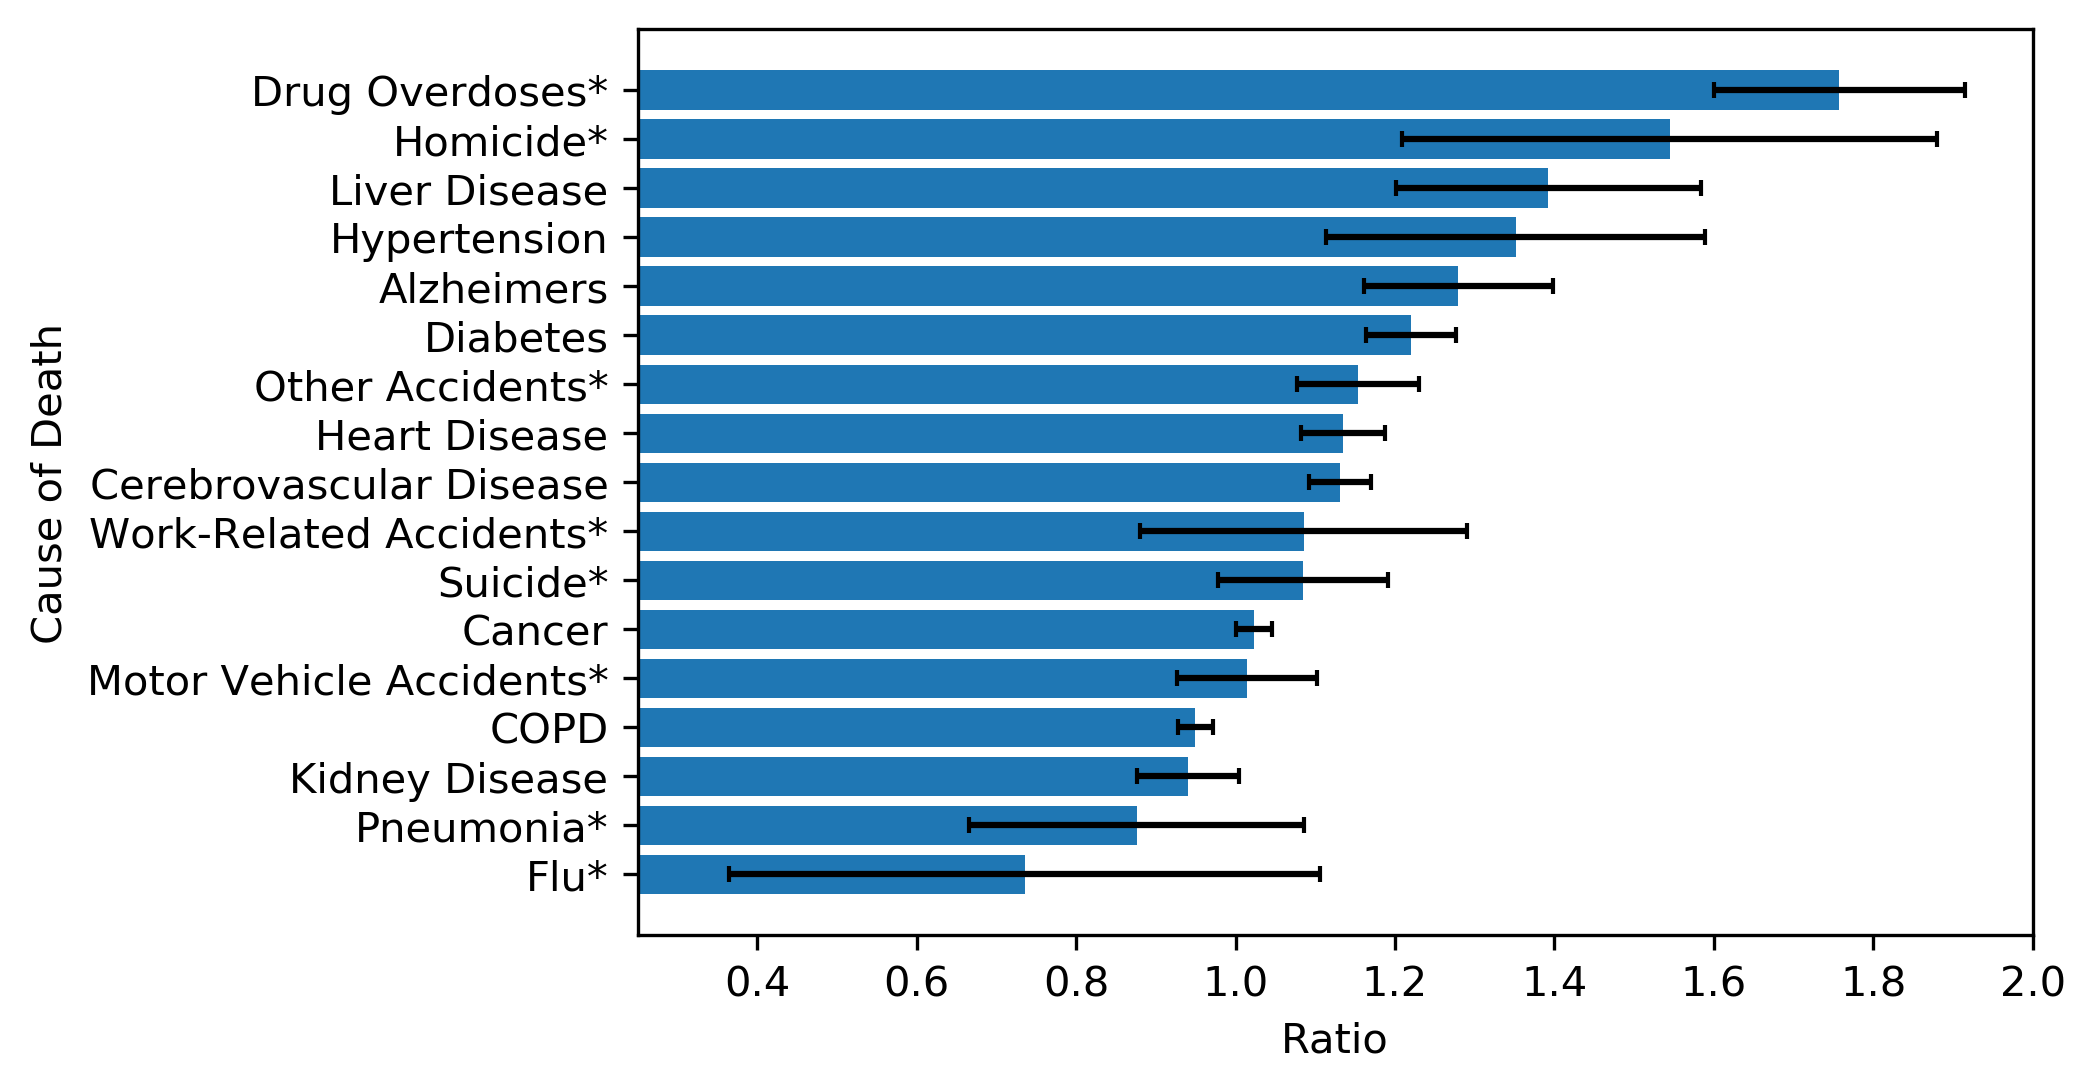 Cause of Death
Drug Overdoses*
Homicide*
Liver Disease
Hypertension
Alzheimers
Diabetes
Other Accidents*
Heart Disease
Cerebrovascular Disease
Work-Related Accidents*
Suicide*
Cancer
Motor Vehicle Accidents*
COPD
Kidney Disease
Pneumonia*
Flu*
0.4 0.6 0.8 1.0 1.2 1.4 1.6 1.8 2.0
Ratio